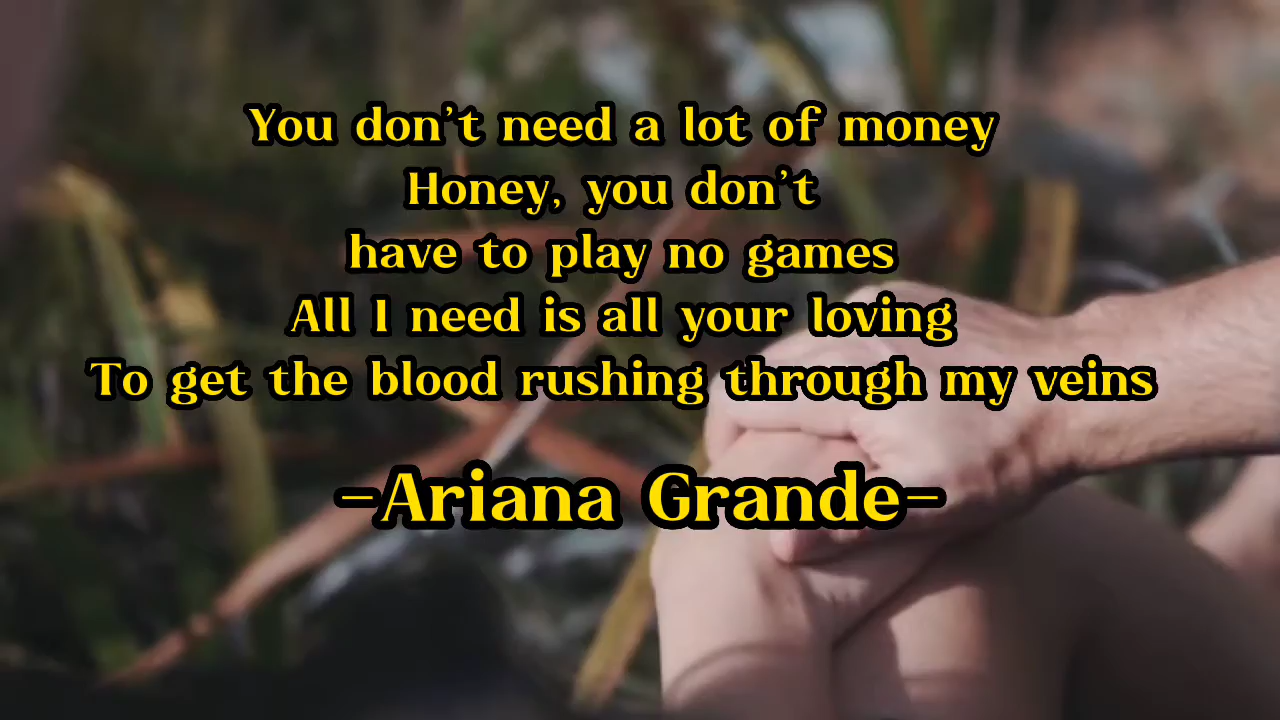 You don't need a lot of money
Honey, you don't
have to play no games
All I need is all your loving
To get the blood rushing through my veins
-Ariana Grande-